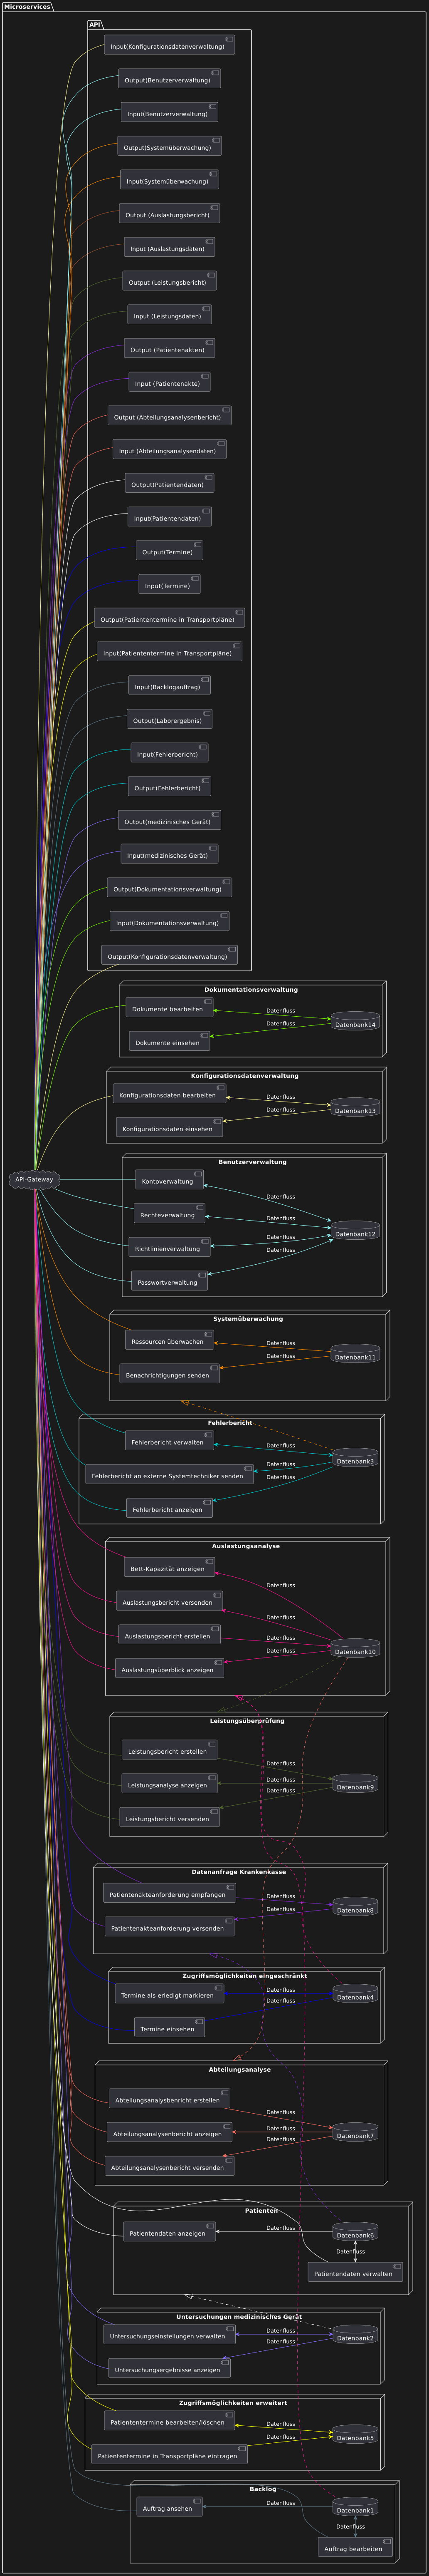 Microservices
API
Input(Konfigurationsdatenverwaltung)
Output(Benutzerverwaltung)
Input(Benutzerverwaltung)
Output(Systemüberwachung)
Input(Systemüberwachung)
Output (Auslastungsbericht)
Input (Auslastungsdaten)
Output (Leistungsbericht)
Input (Leistungsdaten)
Output (Patientenakten)
Input (Patientenakte)
Output (Abteilungsanalysenbericht)
Input (Abteilungsanalysendaten)
Output(Patientendaten)
Input(Patientendaten)
Output(Termine)
Input(Termine)
Output(Patiententermine in Transportpläne)
Input(Patiententermine in Transportpläne)
Input(Backlogauftrag)
Output(Laborergebnis)
Input(Fehlerbericht)
Output(Fehlerbericht)
Output(medizinisches Gerät)
Input(medizinisches Gerät)
Output(Dokumentationsverwaltung)
Input(Dokumentationsverwaltung)
Output(Konfigurationsdatenverwaltung)
Dokumentationsverwaltung
Dokumente bearbeiten
Datenfluss
Datenbank14
Datenfluss
Dokumente einsehen
Konfigurationsdatenverwaltung
Konfigurationsdaten bearbeiten
Datenfluss
Datenbank13
Datenfluss
Konfigurationsdaten einsehen
Benutzerverwaltung
API-Gateway
Kontoverwaltung
Datenfluss
Rechteverwaltung
Datenfluss
Datenbank12
Datenfluss
Richtlinienverwaltung
Datenfluss
Passwortverwaltung
Systemüberwachung
Ressourcen überwachen
Datenfluss
Datenbank11
Datenfluss
Benachrichtigungen senden
Fehlerbericht
Fehlerbericht verwalten
Datenfluss
Datenbank3
Datenfluss
Fehlerbericht an externe Systemtechniker senden
Datenfluss
Fehlerbericht anzeigen
Auslastungsanalyse
Bett-Kapazität anzeigen
Datenfluss
Auslastungsbericht versenden
Datenfluss
Auslastungsbericht erstellen
Datenfluss
Datenbank10
Datenfluss
Auslastungsüberblick anzeigen
Leistungsüberprüfung
Leistungsbericht erstellen
Datenfluss
Leistungsanalyse anzeigen
Datenfluss
Datenbank9
Datenfluss
Leistungsbericht versenden
Datenanfrage Krankenkasse
Patientenakteanforderung empfangen
Datenfluss
Datenbank8
Datenfluss
Patientenakteanforderung versenden
Zugriffsmöglichkeiten eingeschränkt
Termine als erledigt markieren
Datenfluss
Datenbank4
Datenfluss
Termine einsehen
Abteilungsanalyse
Abteilungsanalysbenricht erstellen
Datenfluss
Abteilungsanalysenbericht anzeigen
Datenfluss
Datenbank7
Datenfluss
Abteilungsanalysenbericht versenden
Patienten
Patientendaten anzeigen
Datenfluss
Datenbank6
Datenfluss
Patientendaten verwalten
Untersuchungen medizinisches Gerät
Untersuchungseinstellungen verwalten
Datenfluss
Datenbank2
Datenfluss
Untersuchungsergebnisse anzeigen
Zugriffsmöglichkeiten erweitert
Patiententermine bearbeiten/löschen
Datenfluss
Datenbank5
Datenfluss
Patiententermine in Transportpläne eintragen
Backlog
Auftrag ansehen
Datenfluss
Datenbank1
Datenfluss
Auftrag bearbeiten